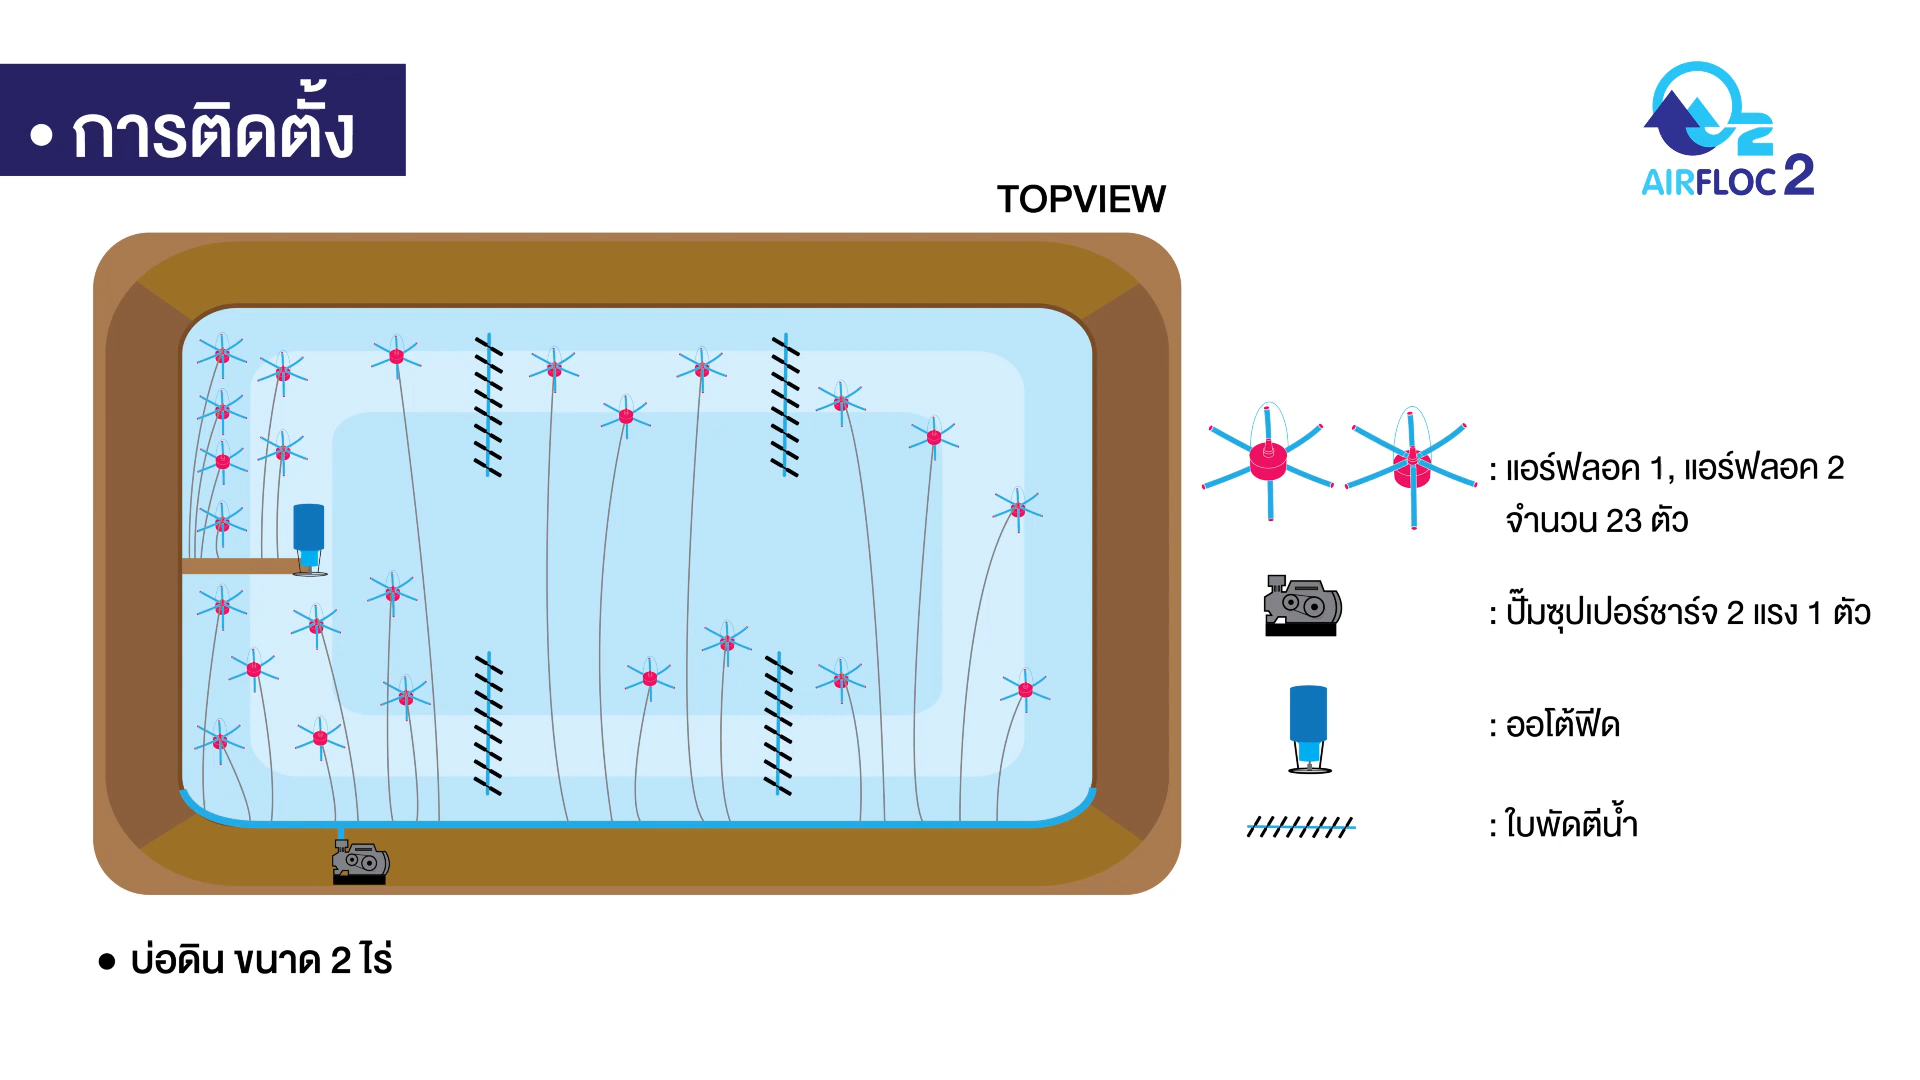 • การติดตั้ง
O2
AIRFLOC 2
TOPVIEW
: แอร์ฟลอค 1, แอร์ฟลอค 2
จำนวน 23 ตัว
: ปั๊มซุปเปอร์ชาร์จ 2 แรง 1 ตัว
: ออโต้ฟีด
: ใบพัดตีน้ำ
• บ่อดิน ขนาด 2 ไร่